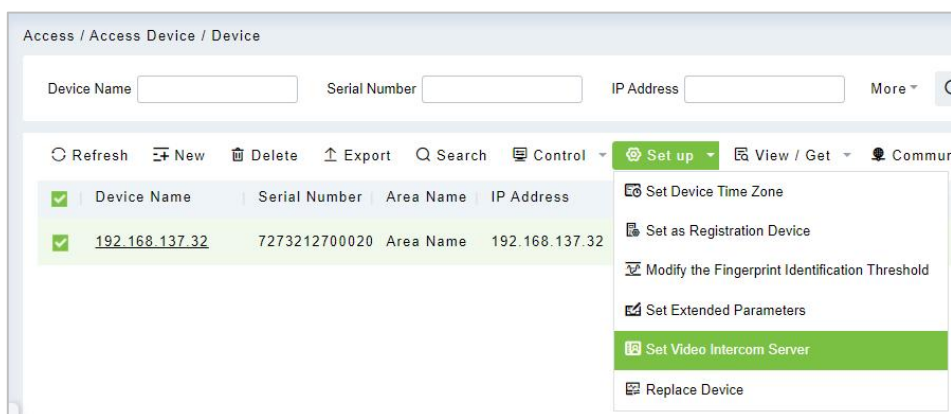 Access / Access Device / Device
Device Name Serial Number IP Address More
Refresh New Delete Export Search Control Set up View / Get Commun
Device Name Serial Number Area Name IP Address
192.168.137.32 7273212700020 Area Name 192.168.137.32
Set Device Time Zone
Set as Registration Device
Modify the Fingerprint Identification Threshold
Set Extended Parameters
Set Video Intercom Server
Replace Device